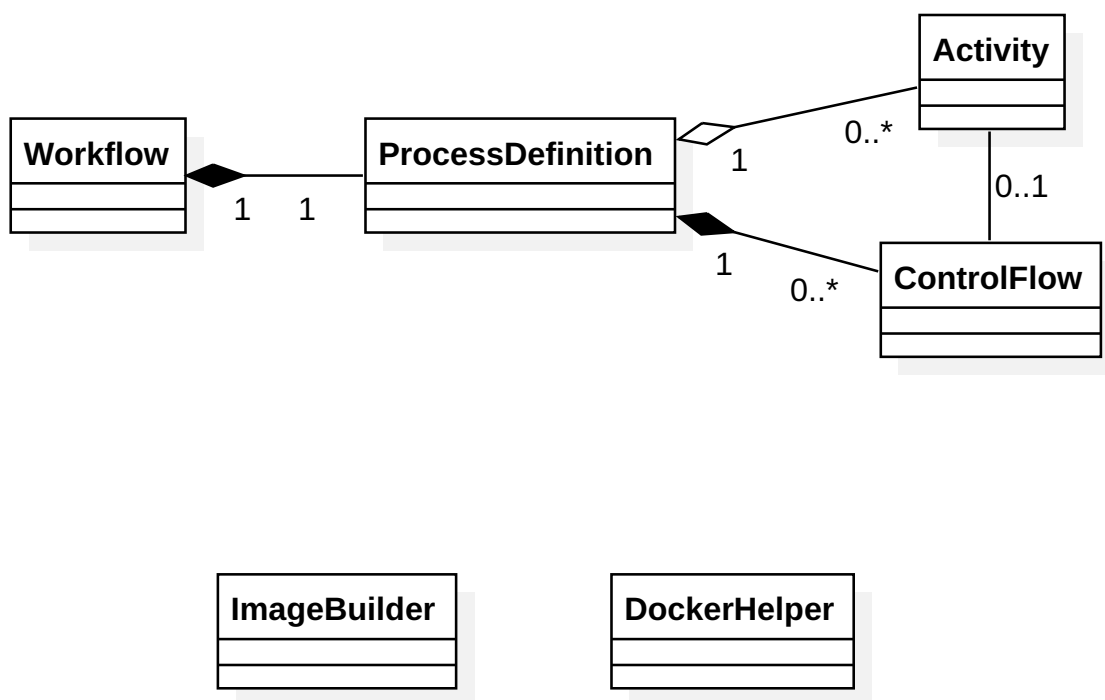 Activity
Workflow
ProcessDefinition
0..*
1
0..1
1
1
1
0..*
ControlFlow
ImageBuilder
DockerHelper